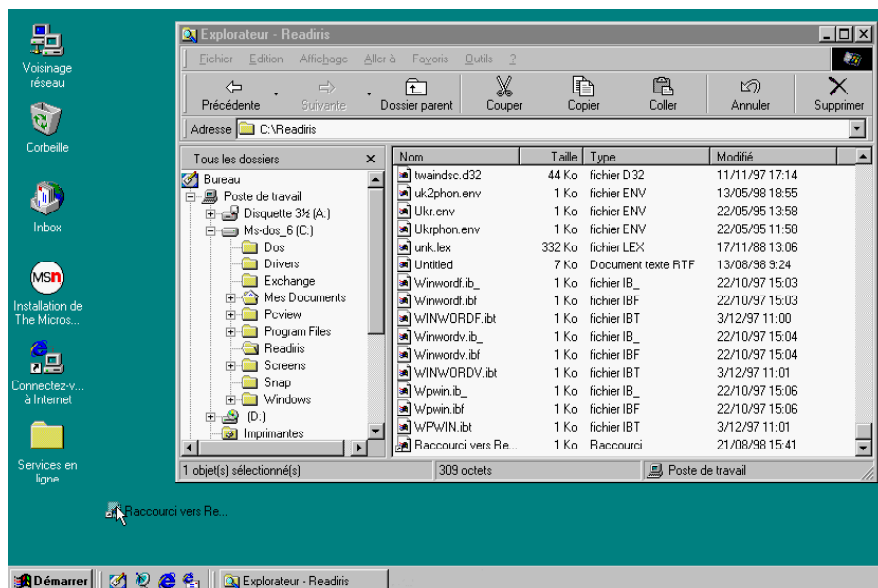 Voisinage
réseau
Corbeille
Inbox
MSn
Installation de
The Micros...
Connectez-v...
à Internet
Services en
ligne
Explorateur - Readiris
Fichier Edition Affichage Aller à Favoris Outils ?
Précédente Suivante Dossier parent Couper Copier Coller Annuler Supprimer
Adresse C:\Readiris
Tous les dossiers
Bureau
Poste de travail
Disquette 3½ (A:)
Ms-dos_6 (C:)
Dos
Drivers
Exchange
Mes Documents
Pcview
Program Files
Readiris
Screens
Snap
Windows
(D:)
Imprimantes
Nom Taille Type Modifié
twaindsc.d32 44 Ko fichier D32 11/11/97 17:14
uk2phon.env 1 Ko fichier ENV 13/05/98 18:55
Ukr.env 1 Ko fichier ENV 22/05/95 13:58
Ukrphon.env 1 Ko fichier ENV 22/05/95 11:50
unk.lex 332 Ko fichier LEX 17/11/88 13:06
Untitled 7 Ko Document texte RTF 13/08/98 9:24
Winwordf.ib_ 1 Ko fichier IB_ 22/10/97 15:03
Winwordf.ibf 1 Ko fichier IBF 22/10/97 15:03
WINWORDF.ibt 1 Ko fichier IBT 3/12/97 11:00
Winwordv.ib_ 1 Ko fichier IB_ 22/10/97 15:04
Winwordv.ibf 1 Ko fichier IBF 22/10/97 15:04
WINWORDV.ibt 1 Ko fichier IBT 3/12/97 11:01
Wpwin.ib_ 1 Ko fichier IB_ 22/10/97 15:06
Wpwin.ibf 1 Ko fichier IBF 22/10/97 15:06
WPWIN.ibt 1 Ko fichier IBT 3/12/97 11:01
Raccourci vers Re... 1 Ko Raccourci 21/08/98 15:41
1 objet(s) sélectionné(s) 309 octets Poste de travail
Raccourci vers Re...
Démarrer Explorateur - Readiris